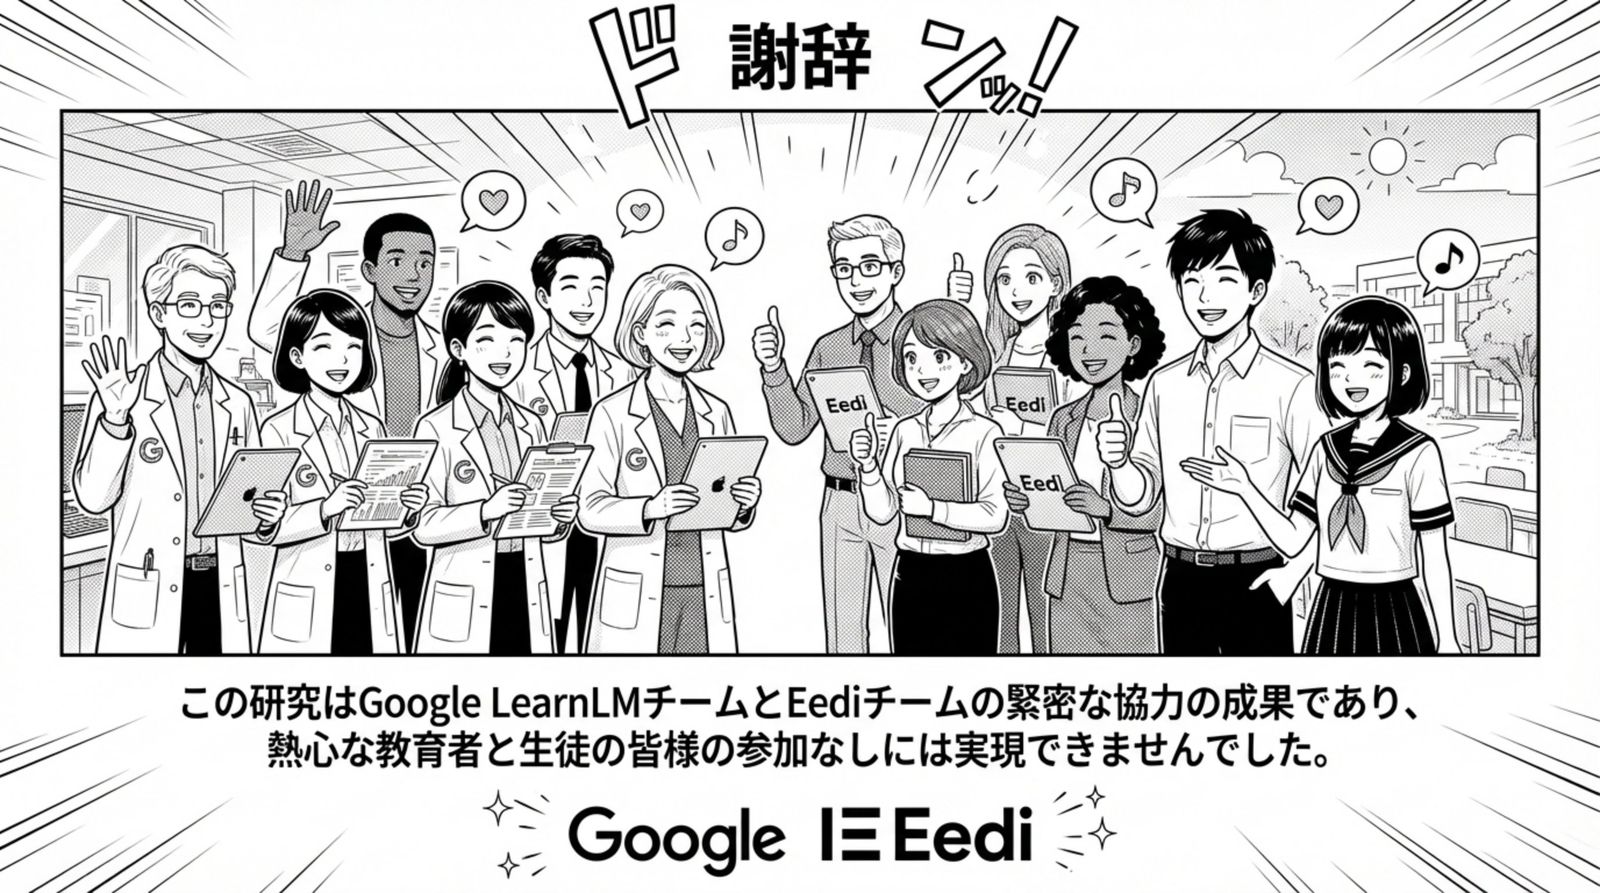 ド 謝辞 ンッ!
Eedi
Eedi
Eedi
G
G
G
G
G
この研究はGoogle LearnLMチームとEediチームの緊密な協力の成果であり、
熱心な教育者と生徒の皆様の参加なしには実現できませんでした。
Google Eedi